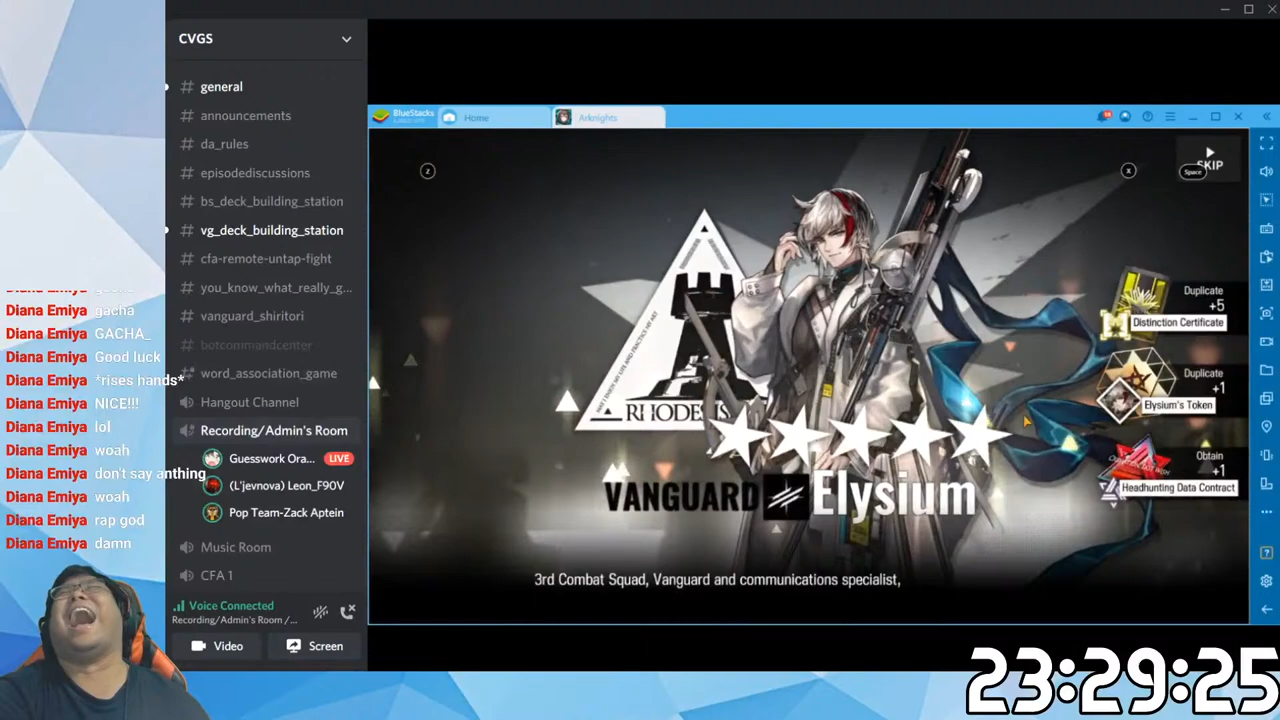 CVGS
general
announcements
da_rules
episodediscussions
bs_deck_building_station
vg_deck_building_station
cfa-remote-untap-fight
you_know_what_really_g...
vanguard_shiritori
botcommandcenter
word_association_game
Hangout Channel
Recording/Admin's Room
Guesswork Ora... LIVE
(L'jevnova) Leon_F90V
Pop Team-Zack Aptein
Music Room
CFA 1
Voice Connected
Recording/Admin's Room /...
Video
Screen
Diana Emiya gacha
Diana Emiya GACHA_
Diana Emiya Good luck
Diana Emiya *rises hands*
Diana Emiya NICE!!!
Diana Emiya lol
Diana Emiya woah
Diana Emiya don't say anthing
Diana Emiya woah
Diana Emiya rap god
Diana Emiya damn
BlueStacks
Home
Arknights
Z
X
SKIP
Space
Duplicate
+5
Distinction Certificate
Duplicate
+1
Elysium's Token
Obtain
+1
Headhunting Data Contract
RHODES IS
VANGUARD Elysium
3rd Combat Squad, Vanguard and communications specialist,
23:29:25